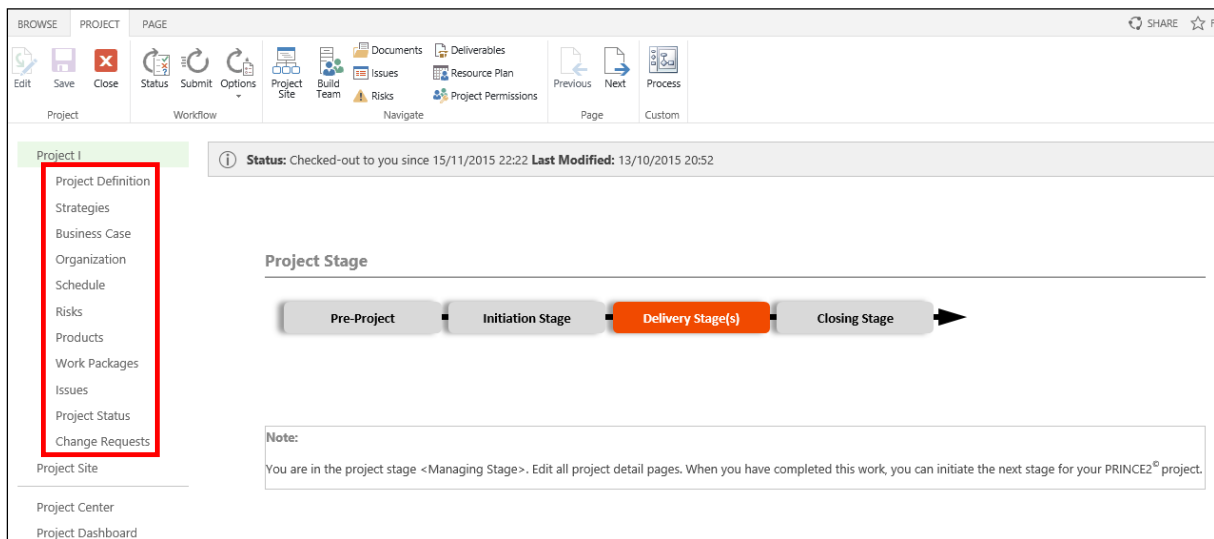 BROWSE PROJECT PAGE SHARE
Edit Save Close Status Submit Options Project Site Build Team Documents Issues Risks Deliverables Resource Plan Project Permissions Previous Next Process
Project Workflow Navigate Page Custom
Project I
Status: Checked-out to you since 15/11/2015 22:22 Last Modified: 13/10/2015 20:52
Project Definition
Strategies
Business Case
Organization
Schedule
Risks
Products
Work Packages
Issues
Project Status
Change Requests
Project Site
Project Center
Project Dashboard
Project Stage
Pre-Project Initiation Stage Delivery Stage(s) Closing Stage
Note:
You are in the project stage <Managing Stage>. Edit all project detail pages. When you have completed this work, you can initiate the next stage for your PRINCE2© project.